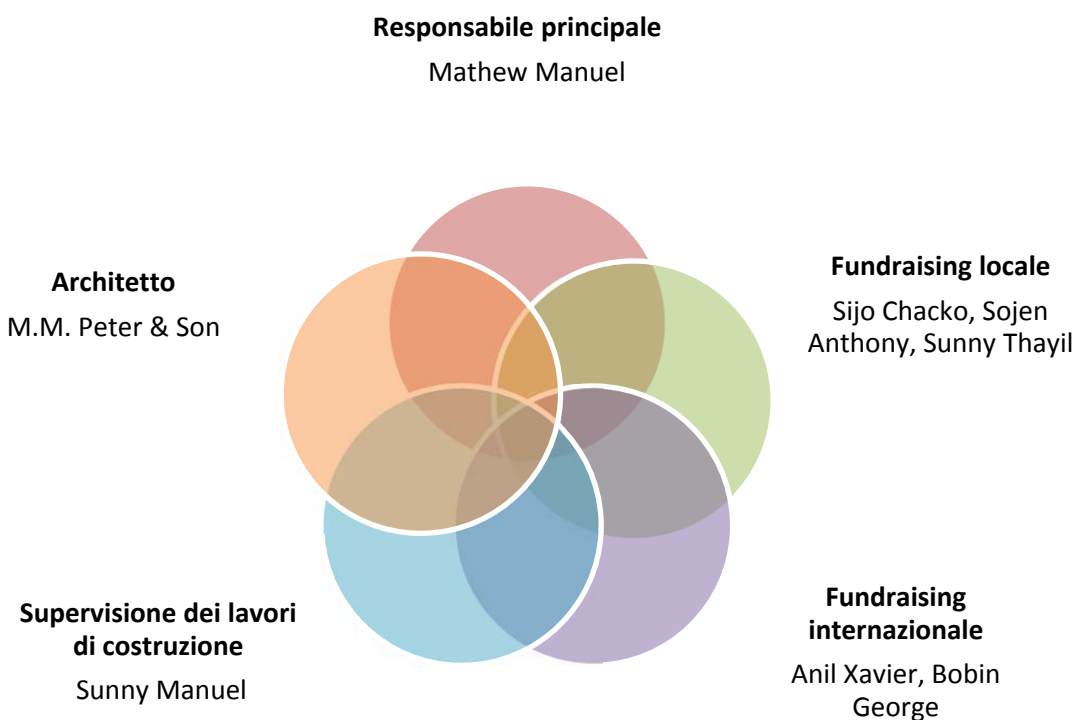 Responsabile principale
Mathew Manuel
Architetto
M.M. Peter & Son
Fundraising locale
Sijo Chacko, Sojen
Anthony, Sunny Thayil
Supervisione dei lavori
di costruzione
Sunny Manuel
Fundraising
internazionale
Anil Xavier, Bobin
George